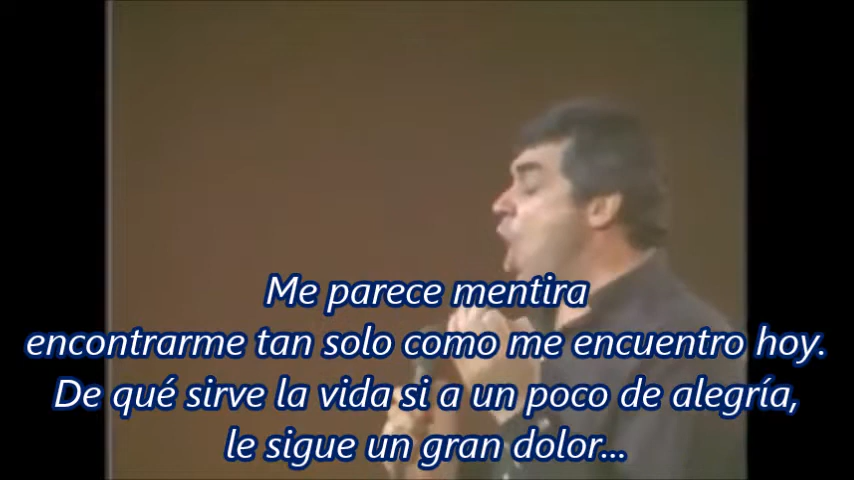 Me parece mentira
encontrarme tan solo como me encuentro hoy.
De qué sirve la vida si a un poco de alegría,
le sigue un gran dolor...